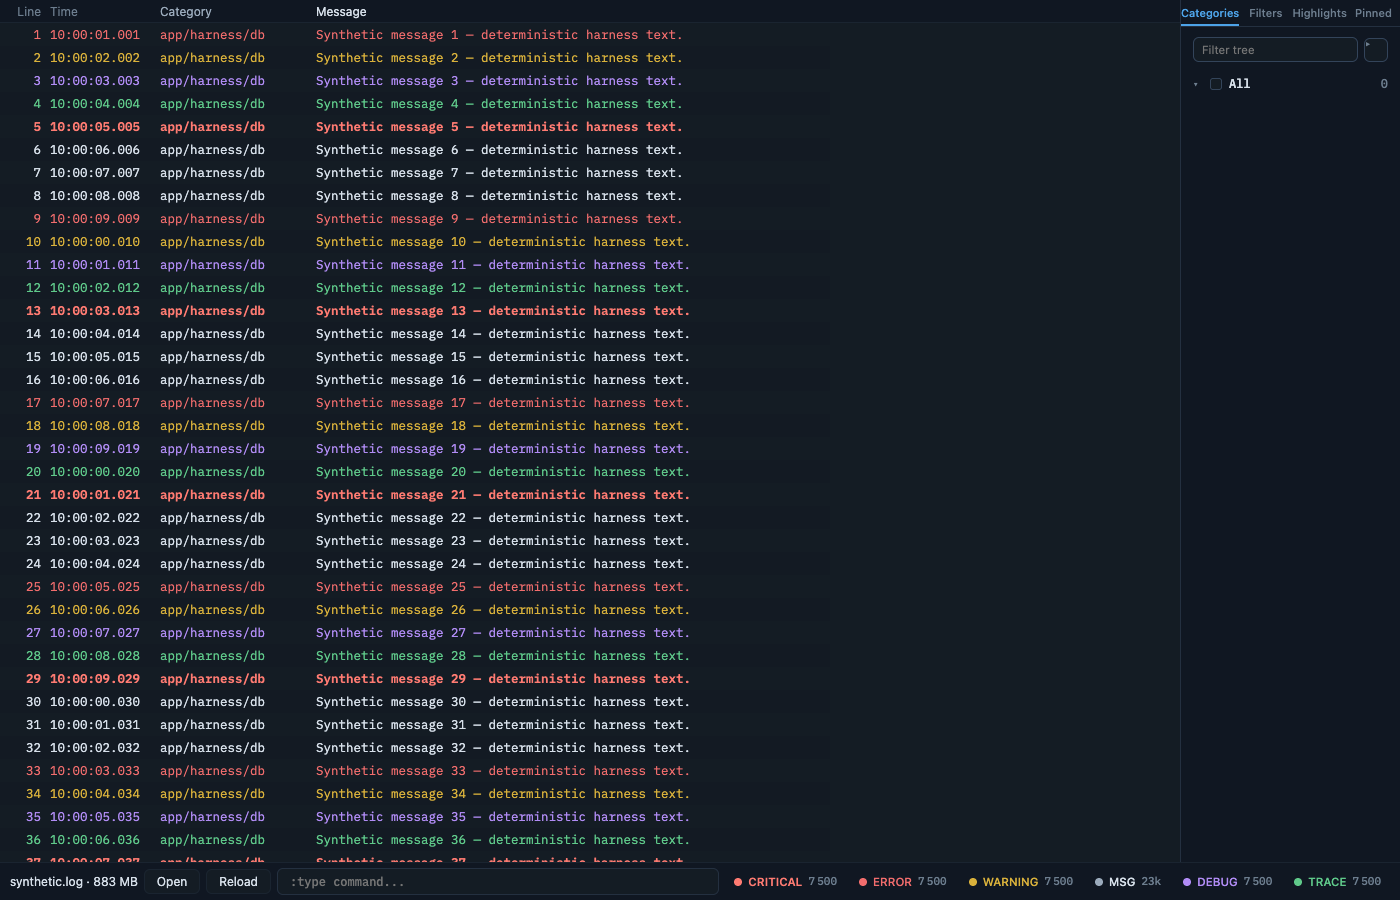 Line Time Category Message
1 10:00:01.001 app/harness/db Synthetic message 1 — deterministic harness text.
2 10:00:02.002 app/harness/db Synthetic message 2 — deterministic harness text.
3 10:00:03.003 app/harness/db Synthetic message 3 — deterministic harness text.
4 10:00:04.004 app/harness/db Synthetic message 4 — deterministic harness text.
5 10:00:05.005 app/harness/db Synthetic message 5 — deterministic harness text.
6 10:00:06.006 app/harness/db Synthetic message 6 — deterministic harness text.
7 10:00:07.007 app/harness/db Synthetic message 7 — deterministic harness text.
8 10:00:08.008 app/harness/db Synthetic message 8 — deterministic harness text.
9 10:00:09.009 app/harness/db Synthetic message 9 — deterministic harness text.
10 10:00:00.010 app/harness/db Synthetic message 10 — deterministic harness text.
11 10:00:01.011 app/harness/db Synthetic message 11 — deterministic harness text.
12 10:00:02.012 app/harness/db Synthetic message 12 — deterministic harness text.
13 10:00:03.013 app/harness/db Synthetic message 13 — deterministic harness text.
14 10:00:04.014 app/harness/db Synthetic message 14 — deterministic harness text.
15 10:00:05.015 app/harness/db Synthetic message 15 — deterministic harness text.
16 10:00:06.016 app/harness/db Synthetic message 16 — deterministic harness text.
17 10:00:07.017 app/harness/db Synthetic message 17 — deterministic harness text.
18 10:00:08.018 app/harness/db Synthetic message 18 — deterministic harness text.
19 10:00:09.019 app/harness/db Synthetic message 19 — deterministic harness text.
20 10:00:00.020 app/harness/db Synthetic message 20 — deterministic harness text.
21 10:00:01.021 app/harness/db Synthetic message 21 — deterministic harness text.
22 10:00:02.022 app/harness/db Synthetic message 22 — deterministic harness text.
23 10:00:03.023 app/harness/db Synthetic message 23 — deterministic harness text.
24 10:00:04.024 app/harness/db Synthetic message 24 — deterministic harness text.
25 10:00:05.025 app/harness/db Synthetic message 25 — deterministic harness text.
26 10:00:06.026 app/harness/db Synthetic message 26 — deterministic harness text.
27 10:00:07.027 app/harness/db Synthetic message 27 — deterministic harness text.
28 10:00:08.028 app/harness/db Synthetic message 28 — deterministic harness text.
29 10:00:09.029 app/harness/db Synthetic message 29 — deterministic harness text.
30 10:00:00.030 app/harness/db Synthetic message 30 — deterministic harness text.
31 10:00:01.031 app/harness/db Synthetic message 31 — deterministic harness text.
32 10:00:02.032 app/harness/db Synthetic message 32 — deterministic harness text.
33 10:00:03.033 app/harness/db Synthetic message 33 — deterministic harness text.
34 10:00:04.034 app/harness/db Synthetic message 34 — deterministic harness text.
35 10:00:05.035 app/harness/db Synthetic message 35 — deterministic harness text.
36 10:00:06.036 app/harness/db Synthetic message 36 — deterministic harness text.
Categories Filters Highlights Pinned
Filter tree
All 0
synthetic.log · 883 MB Open Reload :type command... CRITICAL 7 500 ERROR 7 500 WARNING 7 500 MSG 23k DEBUG 7 500 TRACE 7 500